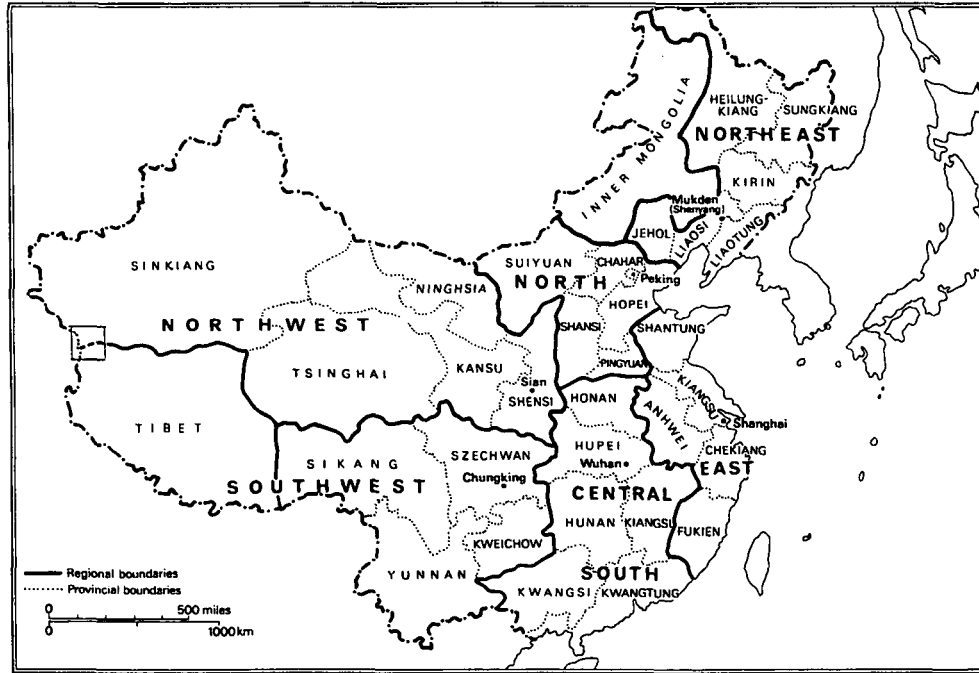 HEILUNG-
KIANG
SUNGKIANG
NORTHEAST
INNER MONGOLIA
KIRIN
Mukden
(Shenyang)
JEHOL
LIAOSI
LIAOTUNG
SINKIANG
SUIYUAN
CHAHAR
NORTH
Peking
NINGHSIA
HOPEI
NORTHWEST
SHANSI
SHANTUNG
TSINGHAI
KANSU
PINGYUAN
Sian
SHENSI
HONAN
KIANGSU
ANHWEI
Shanghai
TIBET
SIKANG
SZECHWAN
HUPEI
CHEKIANG
Wuhan
EAST
SOUTHWEST
Chungking
CENTRAL
HUNAN
KIANGSI
FUKIEN
KWEICHOW
YUNNAN
SOUTH
KWANGSI
KWANGTUNG
Regional boundaries
Provincial boundaries
0 500 miles
0 1000km